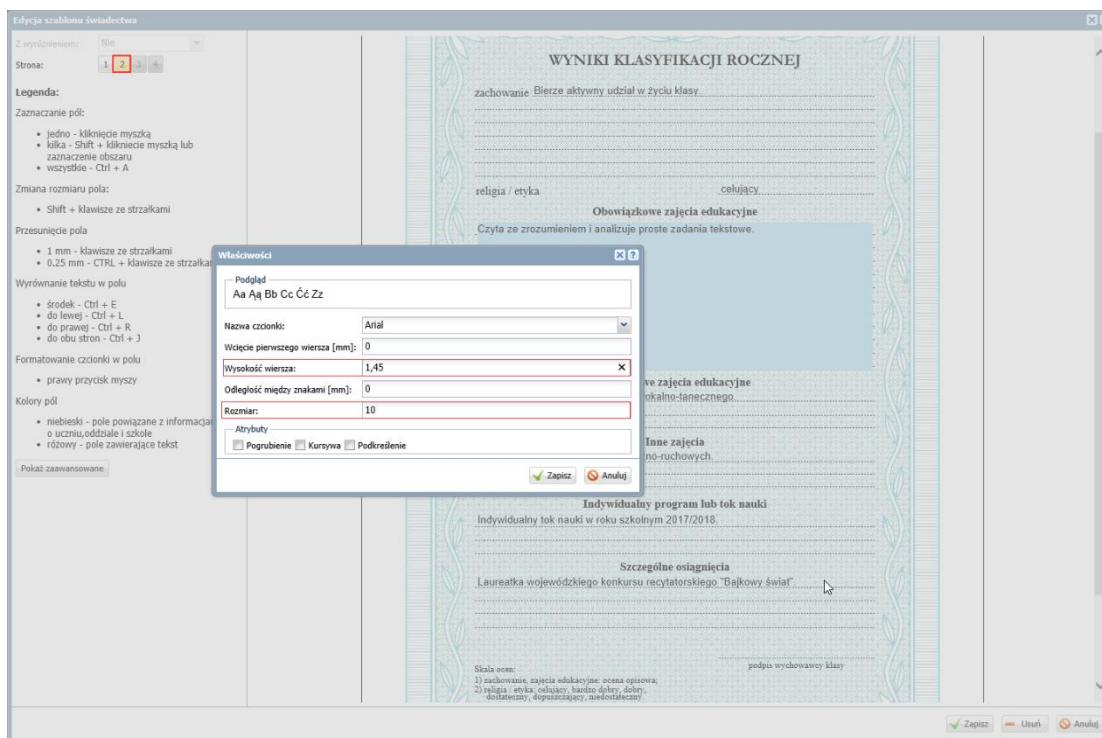 Edycja szablonu świadectwa
Z wyróżnieniem: Nie
Strona: 1 2 3 4
Legenda:
Zaznaczanie pól:
jedno - kliknięcie myszką
kilka - Shift + klikniecie myszką lub
zaznaczenie obszaru
wszystkie - Ctrl + A
Zmiana rozmiaru pola:
Shift + klawisze ze strzałkami
Przesunięcie pola
1 mm - klawisze ze strzałkami
0.25 mm - CTRL + klawisze ze
Wyrównanie tekstu w polu
środek - Ctrl + E
do lewej - Ctrl + L
do prawej - Ctrl + R
do obu stron - Ctrl + J
Formatowanie czcionki w polu
prawy przycisk myszy
Kolory pól
niebieski - pole powiązane z
o uczniu,oddziale i szkole
różowy - pole zawierające tekst
Pokaż zaawansowane
WYNIKI KLASYFIKACJI ROCZNEJ
zachowanie Bierze aktywny udział w życiu klasy.
religia / etyka celujący
Obowiązkowe zajęcia edukacyjne
Czyta ze zrozumieniem i analizuje proste zadania tekstowe.
Właściwości
Podgląd
Aa Ąą Bb Cc Ćć Zz
Nazwa czcionki: Arial
Wcięcie pierwszego wiersza [mm]: 0
Wysokość wiersza: 1,45
Odległość między znakami [mm]: 0
Rozmiar: 10
Atrybuty
Pogrubienie Kursywa Podkreślenie
Zapisz Anuluj
we zajęcia edukacyjne
okalno-tanecznego.
Inne zajęcia
no-ruchowych.
Indywidualny program lub tok nauki
Indywidualny tok nauki w roku szkolnym 2017/2018.
Szczególne osiągnięcia
Laureatka wojewódzkiego konkursu recytatorskiego "Bajkowy świat".
podpis wychowawcy klasy
Skala ocen:
1) zachowanie, zajęcia edukacyjne: ocena opisowa;
2) religia / etyka: celujący, bardzo dobry, dobry,
dostateczny, dopuszczający, niedostateczny
Zapisz Usuń Anuluj